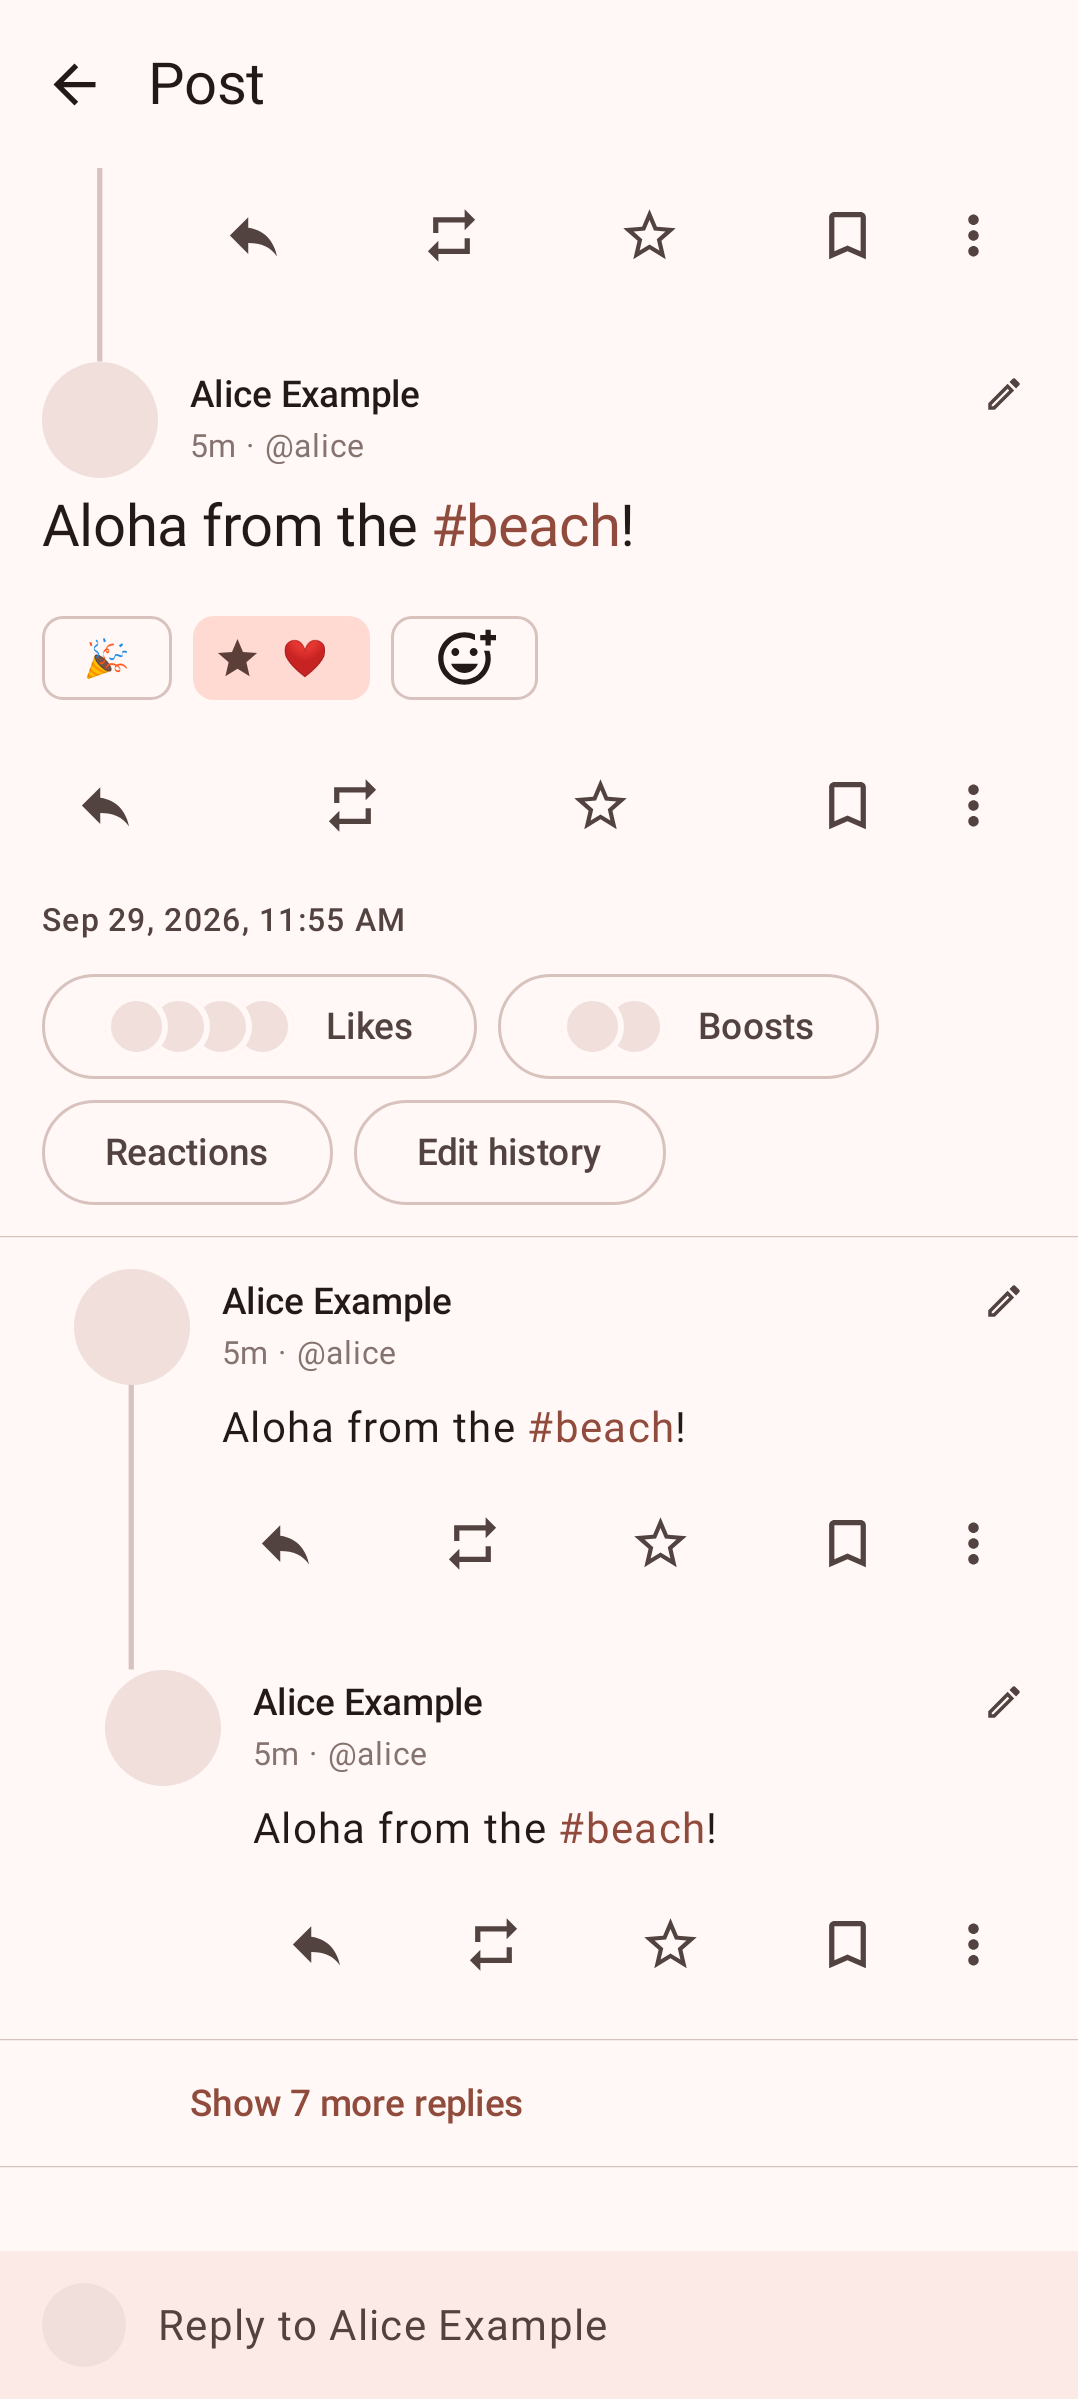 Post
Alice Example
5m · @alice
Aloha from the #beach!
Sep 29, 2026, 11:55 AM
Likes
Boosts
Reactions
Edit history
Alice Example
5m · @alice
Aloha from the #beach!
Alice Example
5m · @alice
Aloha from the #beach!
Show 7 more replies
Reply to Alice Example